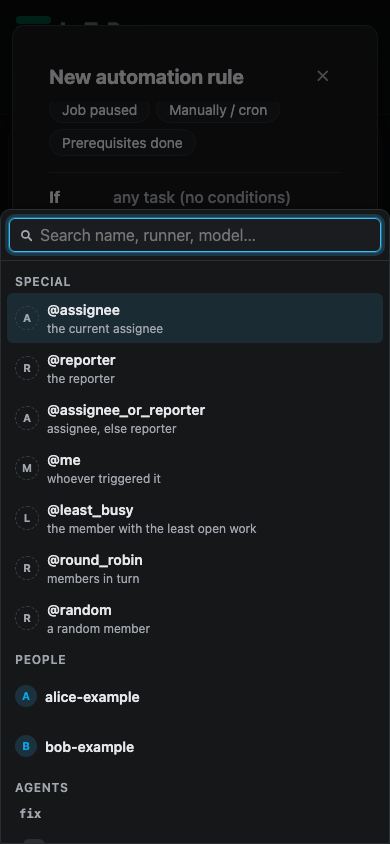 New automation rule
Job paused
Manually / cron
Prerequisites done
If any task (no conditions)
Search name, runner, model...
SPECIAL
A @assignee
the current assignee
R @reporter
the reporter
A @assignee_or_reporter
assignee, else reporter
M @me
whoever triggered it
L @least_busy
the member with the least open work
R @round_robin
members in turn
R @random
a random member
PEOPLE
A alice-example
B bob-example
AGENTS
fix